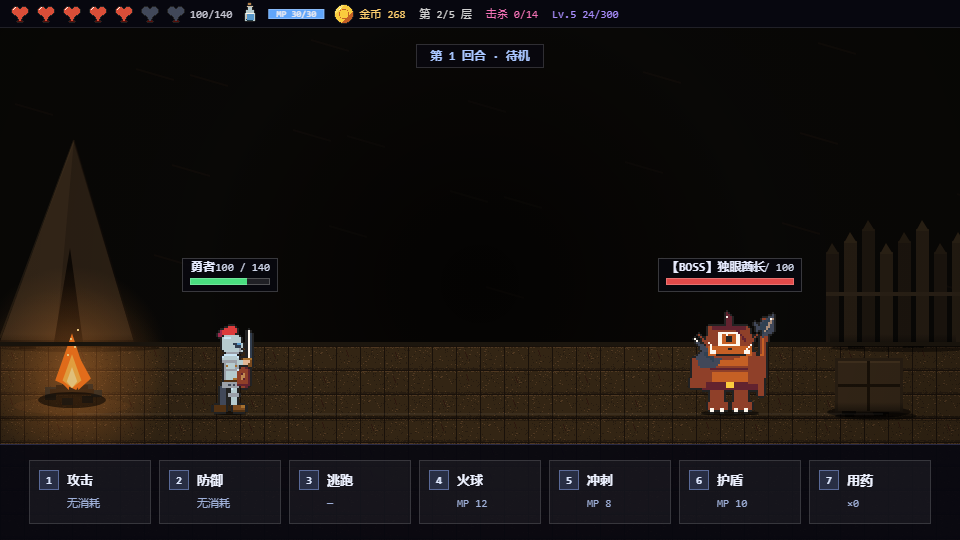 100/140 MP 30/30 金币 268 第 2/5 层 击杀 0/14 Lv.5 24/300
第 1 回合 · 待机
勇者100 / 140
【BOSS】独眼酋长/ 100
1 攻击
无消耗
2 防御
无消耗
3 逃跑
—
4 火球
MP 12
5 冲刺
MP 8
6 护盾
MP 10
7 用药
×0